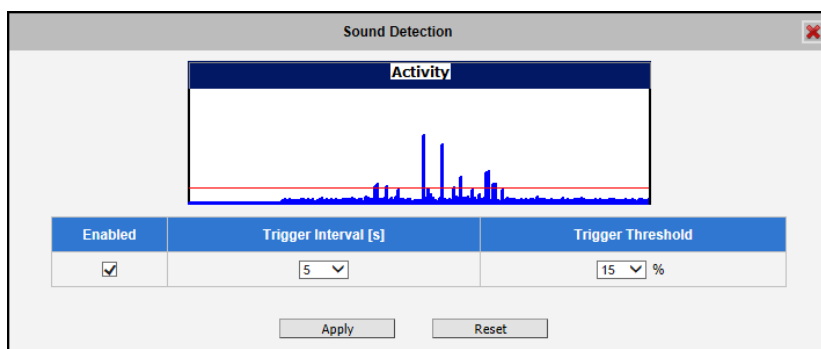 Sound Detection
Activity
Enabled Trigger Interval [s] Trigger Threshold
5 15 %
Apply Reset